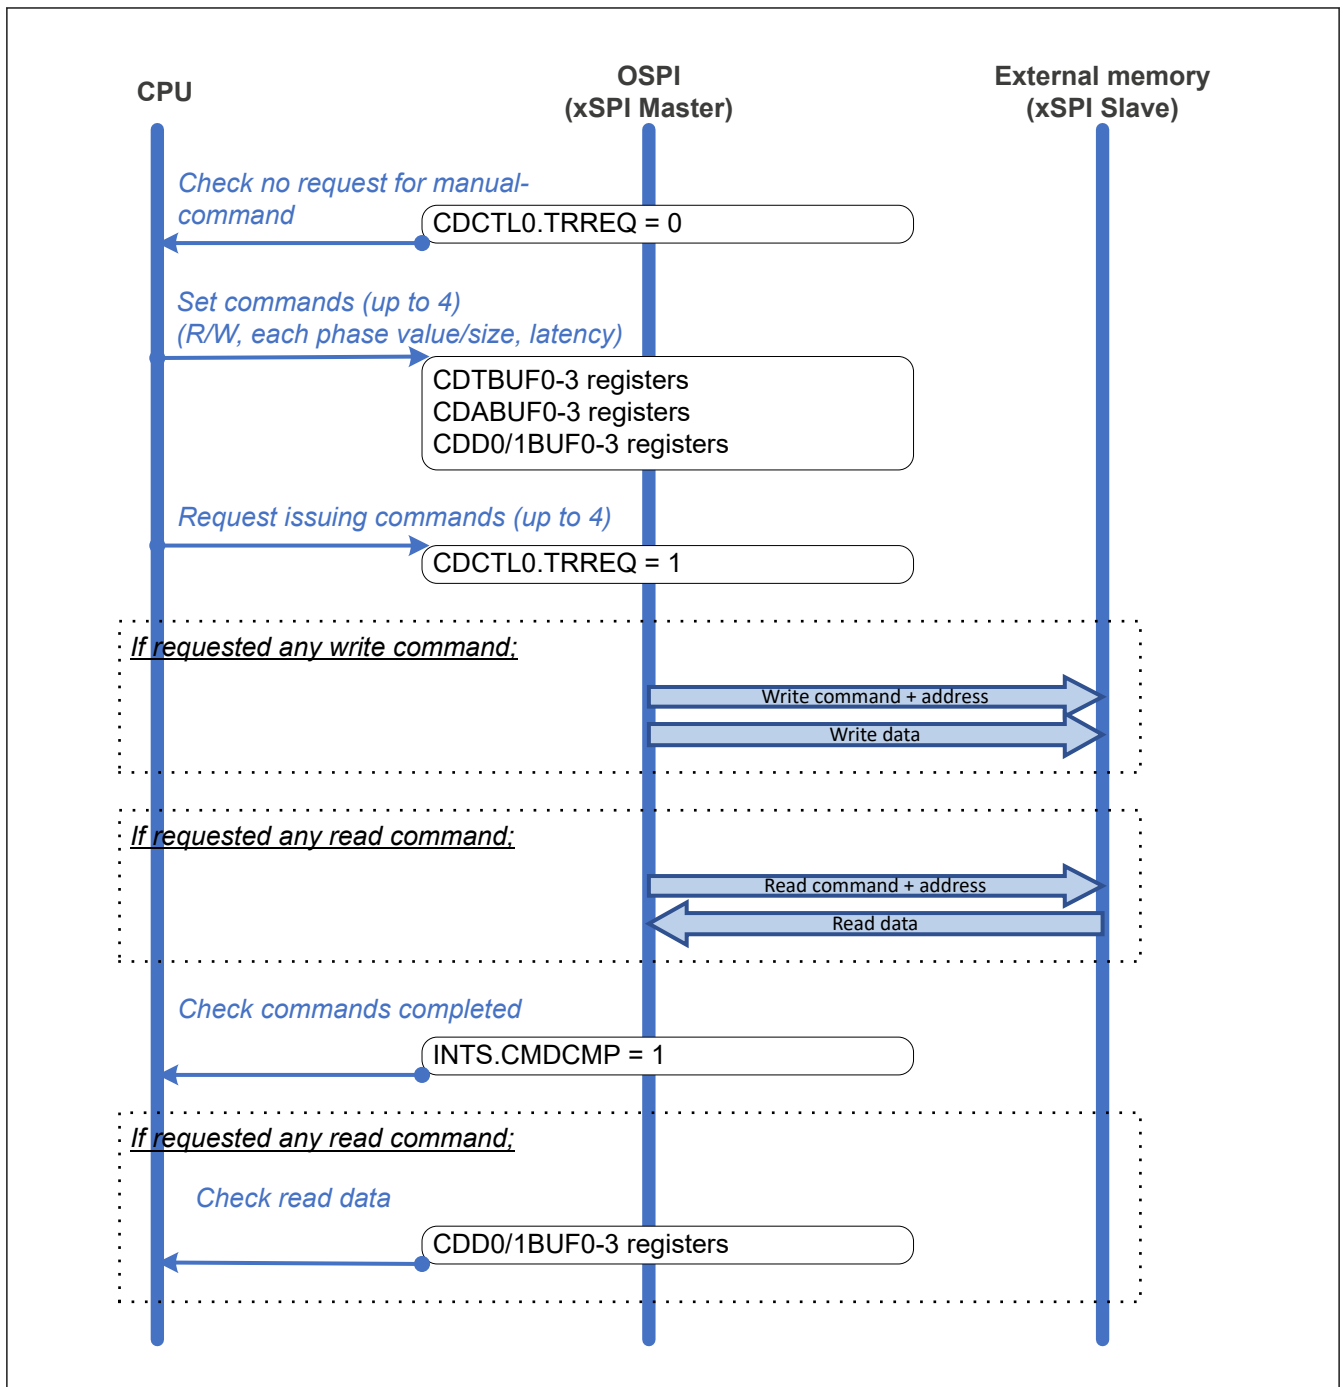 CPU
OSPI
(xSPI Master)
External memory
(xSPI Slave)
Check no request for manual-
command
CDCTL0.TRREQ = 0
Set commands (up to 4)
(R/W, each phase value/size, latency)
CDTBUF0-3 registers
CDABUF0-3 registers
CDD0/1BUF0-3 registers
Request issuing commands (up to 4)
CDCTL0.TRREQ = 1
If requested any write command;
Write command + address
Write data
If requested any read command;
Read command + address
Read data
Check commands completed
INTS.CMDCMP = 1
If requested any read command;
Check read data
CDD0/1BUF0-3 registers